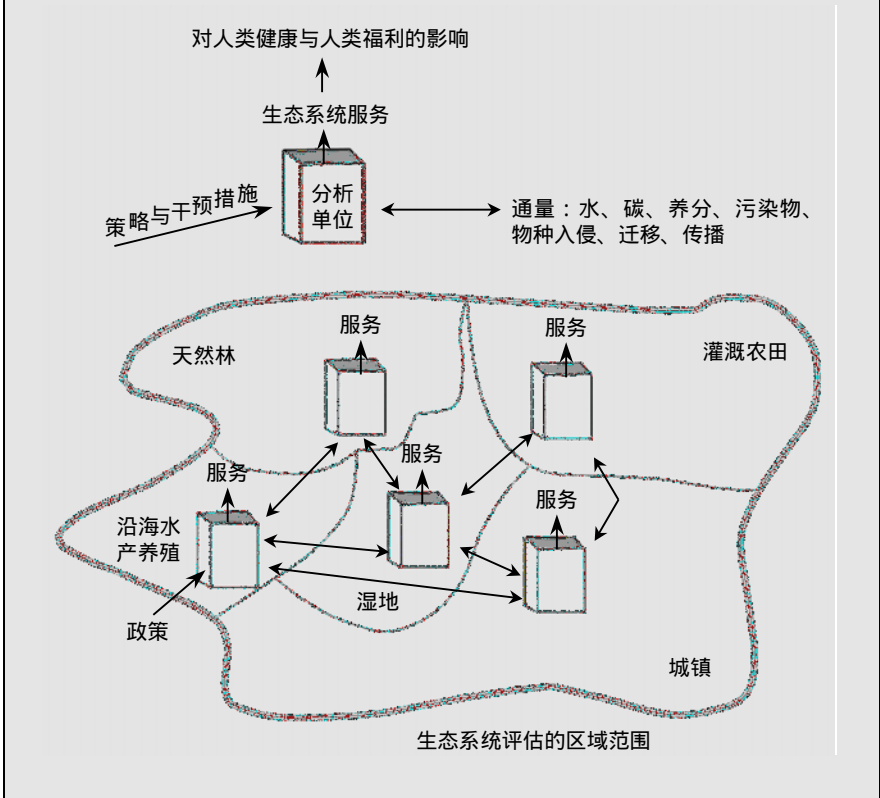 对人类健康与人类福利的影响
生态系统服务
分析
单位
策略与干预措施
通量：水、碳、养分、污染物、
物种入侵、迁移、传播
服务
服务
天然林
灌溉农田
服务
服务
服务
沿海水
产养殖
湿地
政策
城镇
生态系统评估的区域范围